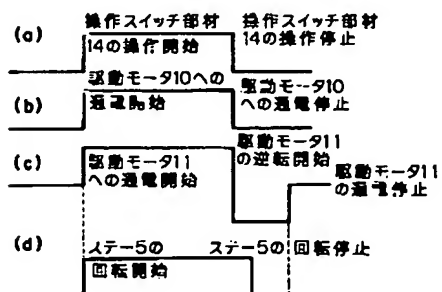 操作スイッチ部材 操作スイッチ部材
(a) 14の操作開始 14の操作停止
駆動モータ10への 駆動モータ10
(b) 通電開始 への通電停止
駆動モータ11
(c) 駆動モータ11 の逆転開始 駆動モータ11
への通電開始 の通電停止
(d) ステー5の ステー5の 回転停止
回転開始